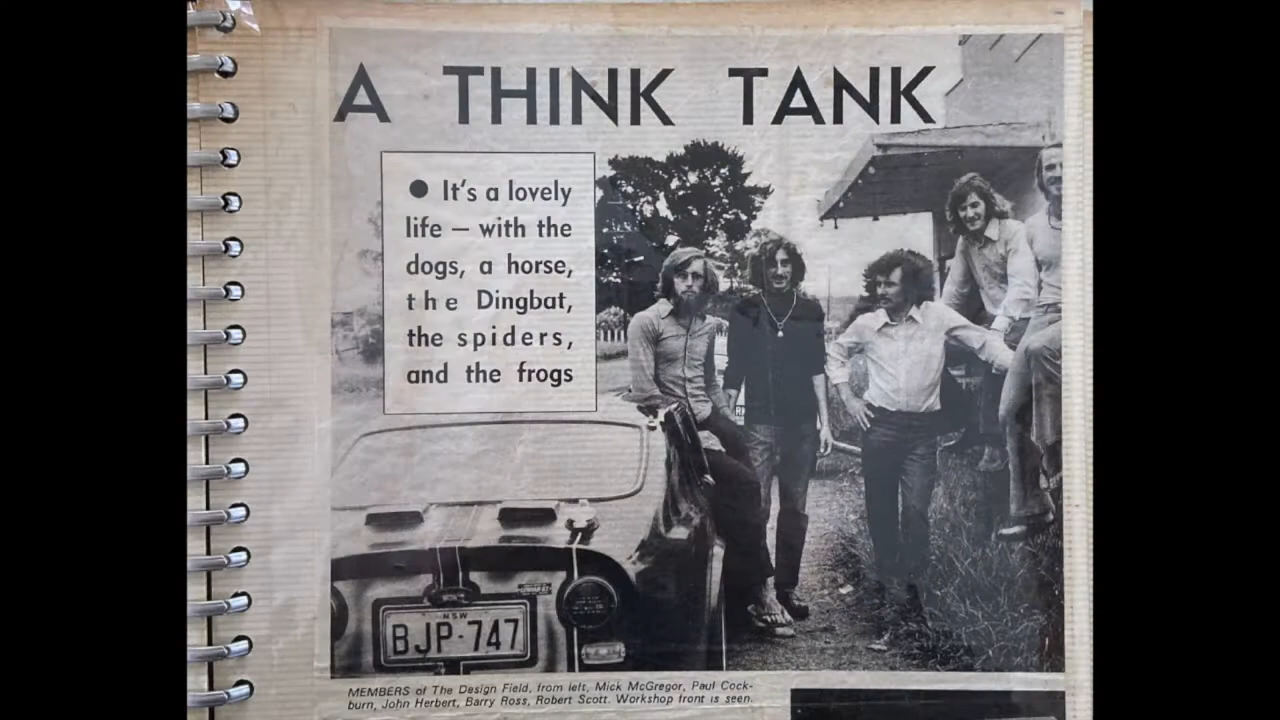 A THINK TANK
● It's a lovely
life — with the
dogs, a horse,
the Dingbat,
the spiders,
and the frogs
NSW
BJP·747
MEMBERS of The Design Field, from left, Mick McGregor, Paul Cock-
burn, John Herbert, Barry Ross, Robert Scott. Workshop front is seen.